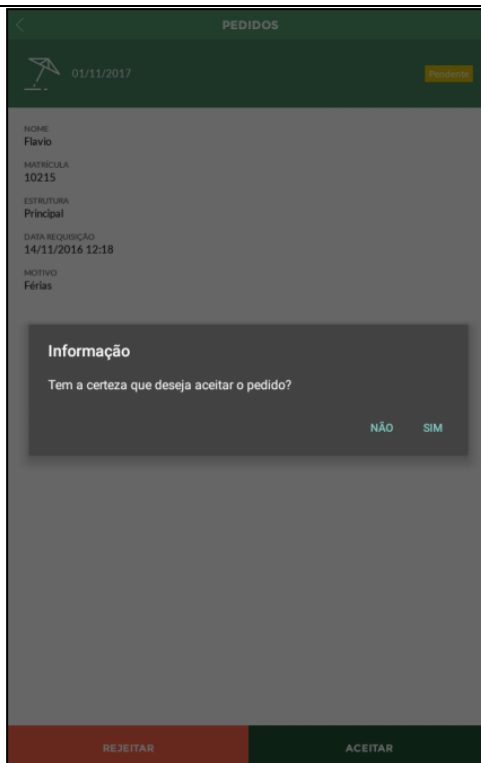 PEDIDOS
01/11/2017
Pendente
NOME
Flavio
MATRÍCULA
10215
ESTRUTURA
Principal
DATA REQUISIÇÃO
14/11/2016 12:18
MOTIVO
Férias
Informação
Tem a certeza que deseja aceitar o pedido?
NÃO SIM
REJEITAR ACEITAR